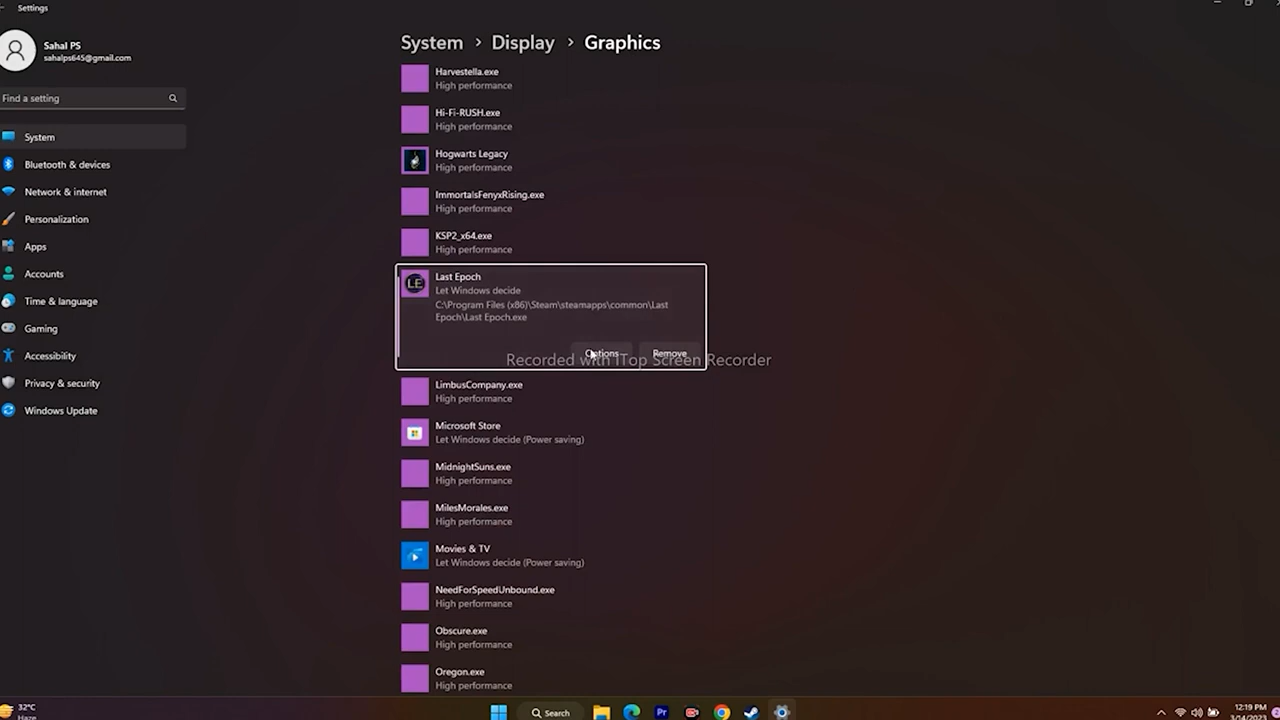 Settings
Sahal PS
sahalps645@gmail.com
Find a setting
System
Bluetooth & devices
Network & internet
Personalization
Apps
Accounts
Time & language
Gaming
Accessibility
Privacy & security
Windows Update
System > Display > Graphics
Harvestella.exe
High performance
Hi-Fi-RUSH.exe
High performance
Hogwarts Legacy
High performance
ImmortalsFenyxRising.exe
High performance
KSP2_x64.exe
High performance
LE
Last Epoch
Let Windows decide
C:\Program Files (x86)\Steam\steamapps\common\Last
Epoch\Last Epoch.exe
Options
Remove
Recorded with iTop Screen Recorder
LimbusCompany.exe
High performance
Microsoft Store
Let Windows decide (Power saving)
MidnightSuns.exe
High performance
MilesMorales.exe
High performance
Movies & TV
Let Windows decide (Power saving)
NeedForSpeedUnbound.exe
High performance
Obscure.exe
High performance
Oregon.exe
High performance
32°C
Haze
Search
Pr
12:19 PM
3/14/2023